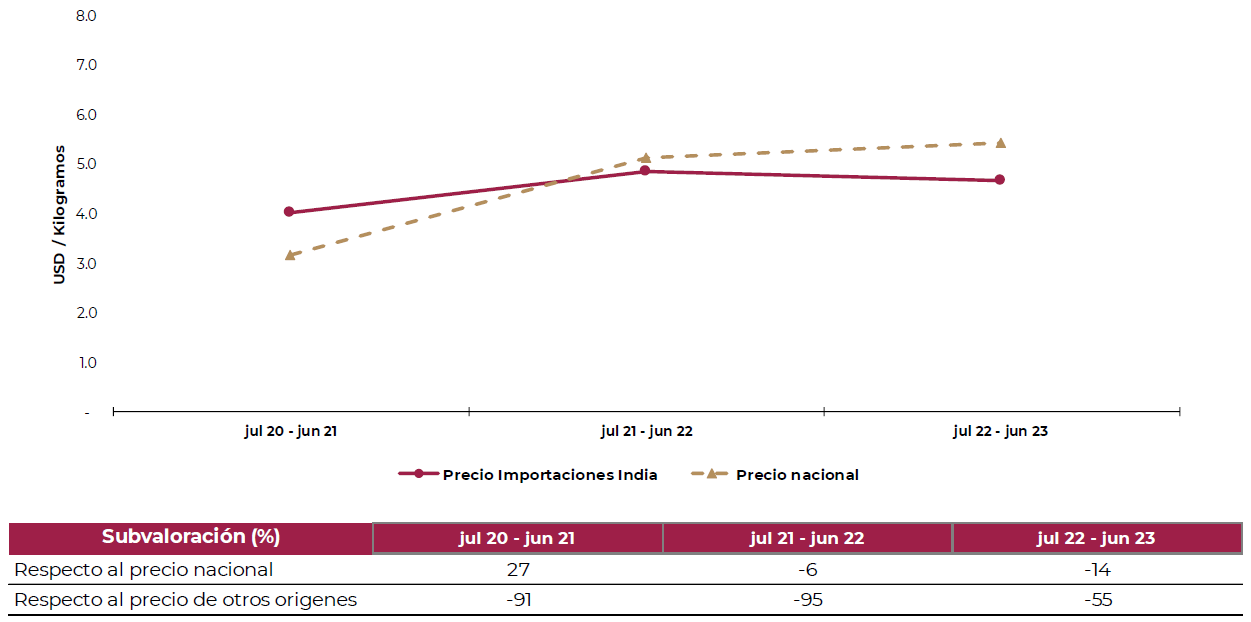 8.0
7.0
6.0
5.0
4.0
3.0
2.0
1.0
-
USD / Kilogramos
jul 20 - jun 21 jul 21 - jun 22 jul 22 - jun 23
Precio Importaciones India Precio nacional
Subvaloración (%) jul 20 - jun 21 jul 21 - jun 22 jul 22 - jun 23
Respecto al precio nacional 27 -6 -14
Respecto al precio de otros origenes -91 -95 -55